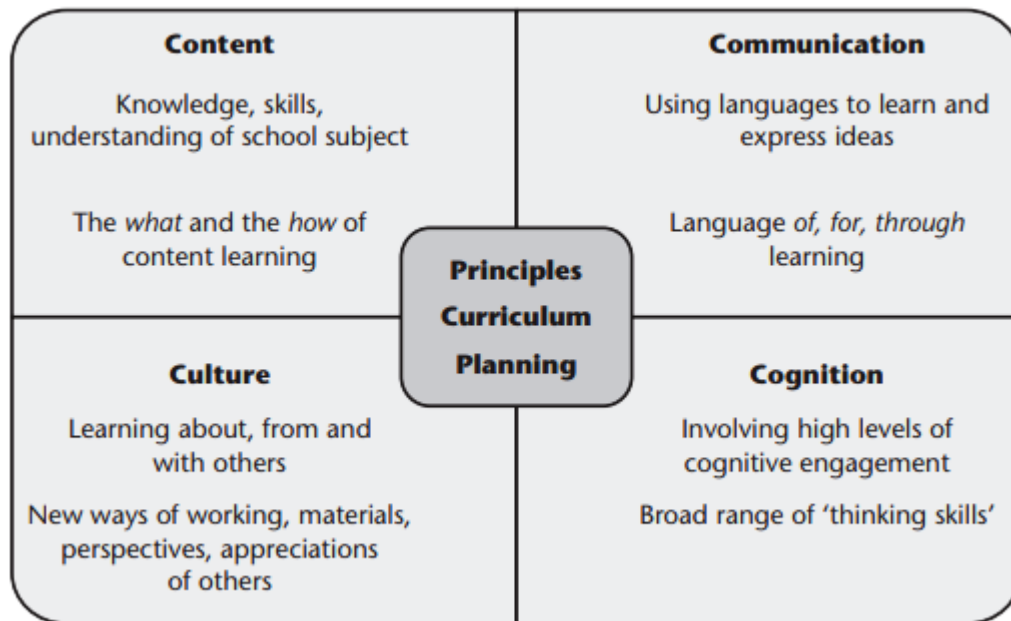 Content
Knowledge, skills,
understanding of school subject
The what and the how of
content learning
Communication
Using languages to learn and
express ideas
Language of, for, through
learning
Principles
Curriculum
Planning
Culture
Learning about, from and
with others
New ways of working, materials,
perspectives, appreciations
of others
Cognition
Involving high levels of
cognitive engagement
Broad range of ‘thinking skills’